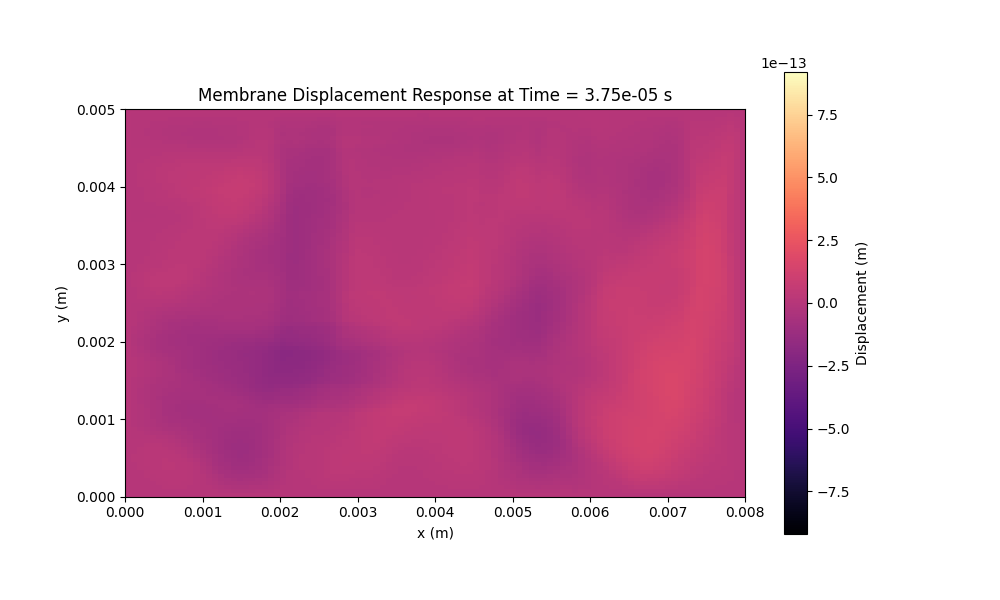 1e−13
Membrane Displacement Response at Time = 3.75e-05 s
0.005
0.004
0.003
0.002
0.001
0.000
y (m)
0.000 0.001 0.002 0.003 0.004 0.005 0.006 0.007 0.008
x (m)
7.5
5.0
2.5
0.0
−2.5
−5.0
−7.5
Displacement (m)